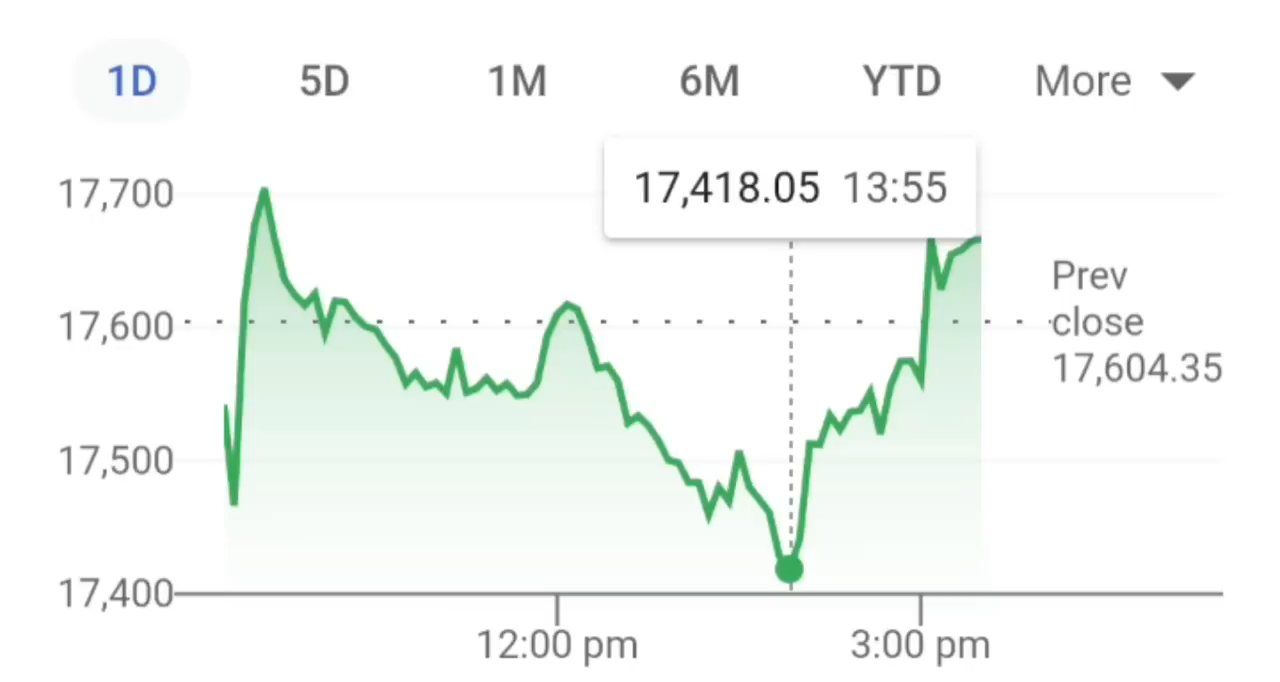 1D 5D 1M 6M YTD More
17,418.05 13:55
17,700
17,600
17,500
17,400
Prev
close
17,604.35
12:00 pm 3:00 pm